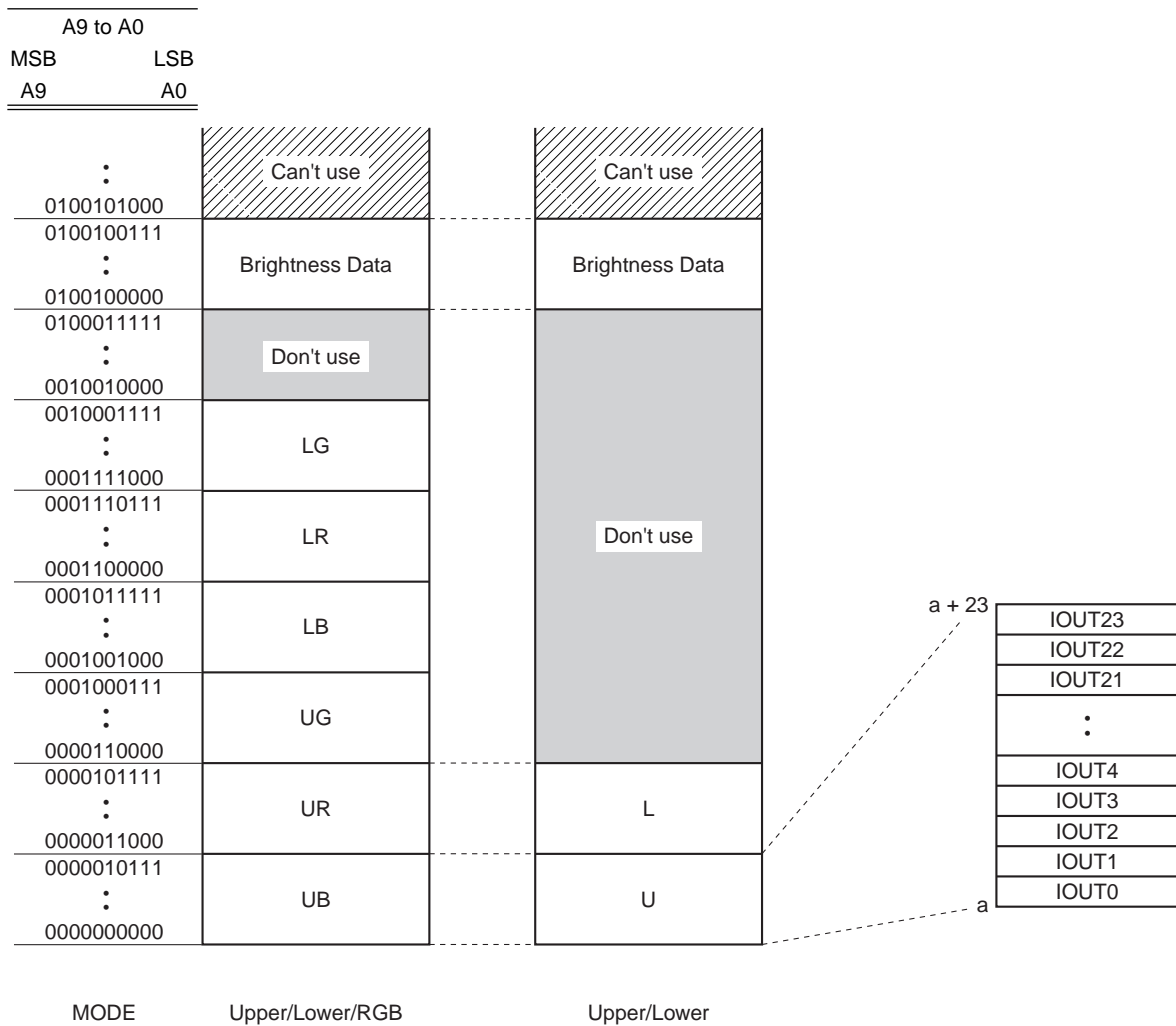 A9 to A0
MSB LSB
A9 A0
⋮
0100101000
Can't use
Can't use
0100100111
⋮
0100100000
Brightness Data
Brightness Data
0100011111
⋮
0010010000
Don't use
0010001111
⋮
0001111000
LG
0001110111
⋮
0001100000
LR
Don't use
0001011111
⋮
0001001000
LB
0001000111
⋮
0000110000
UG
0000101111
⋮
0000011000
UR
L
0000010111
⋮
0000000000
UB
U
a + 23
IOUT23
IOUT22
IOUT21
⋮
IOUT4
IOUT3
IOUT2
IOUT1
IOUT0
a
MODE Upper/Lower/RGB Upper/Lower